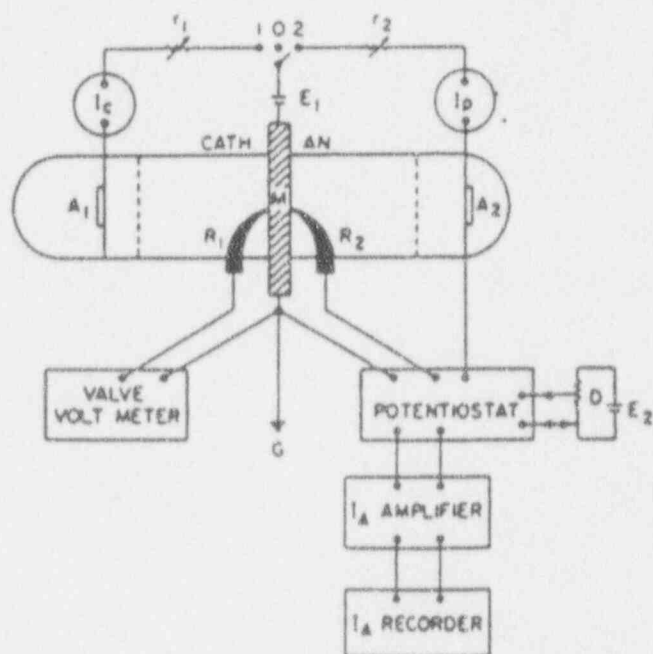 r1 1 0 2 r2
Ic E1 Ip
CATH AN
A1 M A2
R1 R2
VALVE
VOLT METER
POTENTIOSTAT
D E2
G
IA AMPLIFIER
IA RECORDER